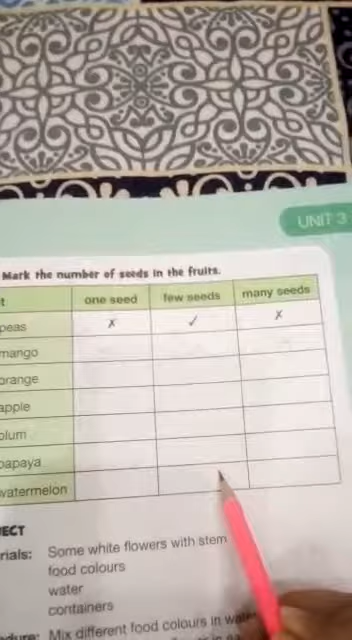 UNIT 3
Mark the number of seeds in the fruits.
t one seed few seeds many seeds
peas ✗ ✓ ✗
mango
orange
apple
plum
papaya
watermelon
ECT
rials: Some white flowers with stem
food colours
water
containers
dure: Mix different food colours in water